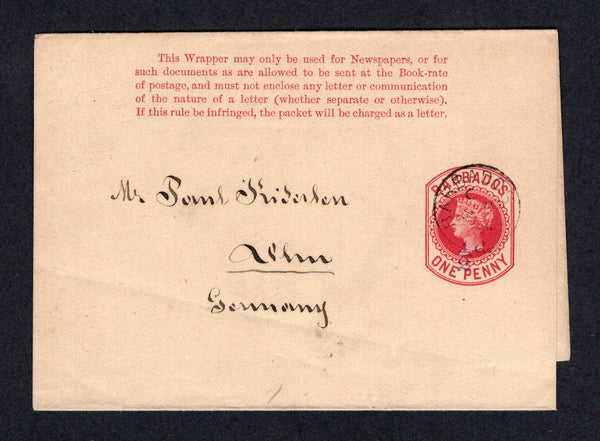 This Wrapper may only be used for Newspapers, or for
such documents as are allowed to be sent at the Book-rate
of postage, and must not enclose any letter or communication
of the nature of a letter (whether separate or otherwise).
If this rule be infringed, the packet will be charged as a letter.
BARBADOS
ONE PENNY
Mr Paul
Ulm
Germany